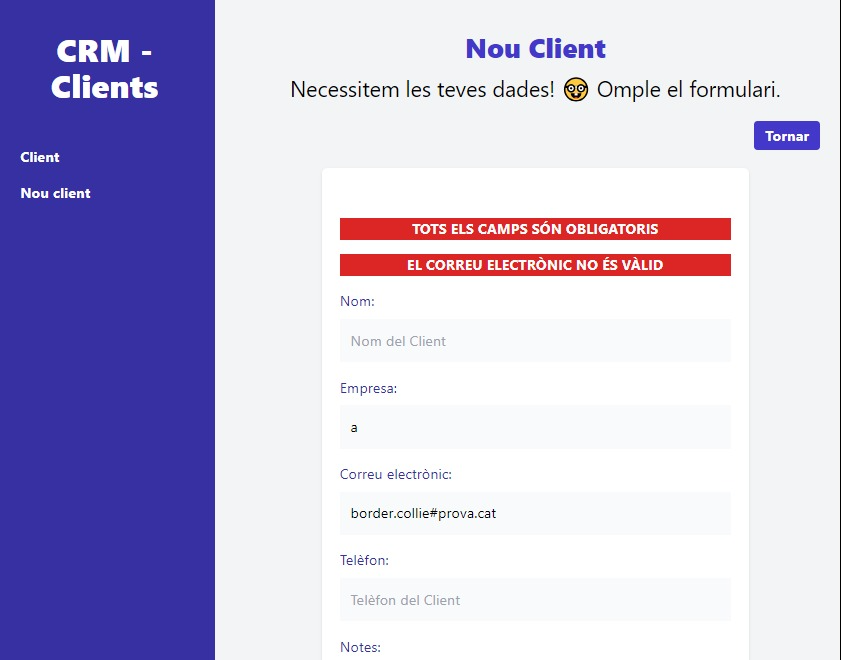 CRM -
Clients
Client
Nou client
Nou Client
Necessitem les teves dades! 🤓 Omple el formulari.
Tornar
TOTS ELS CAMPS SÓN OBLIGATORIS
EL CORREU ELECTRÒNIC NO ÉS VÀLID
Nom:
Nom del Client
Empresa:
a
Correu electrònic:
border.collie#prova.cat
Telèfon:
Telèfon del Client
Notes: